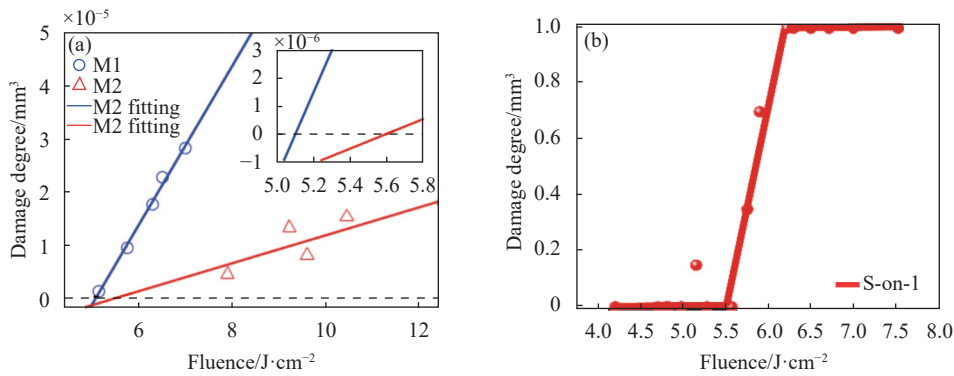 ×10⁻⁵
5
4
3
2
1
0
Damage degree/mm³
(a)
M1
M2
M2 fitting
M2 fitting
×10⁻⁶
3
2
1
0
−1
5.0 5.2 5.4 5.6 5.8
6 8 10 12
Fluence/J·cm⁻²
(b)
1.0
0.8
0.6
0.4
0.2
0
Damage degree/mm³
S-on-1
4.0 4.5 5.0 5.5 6.0 6.5 7.0 7.5 8.0
Fluence/J·cm⁻²